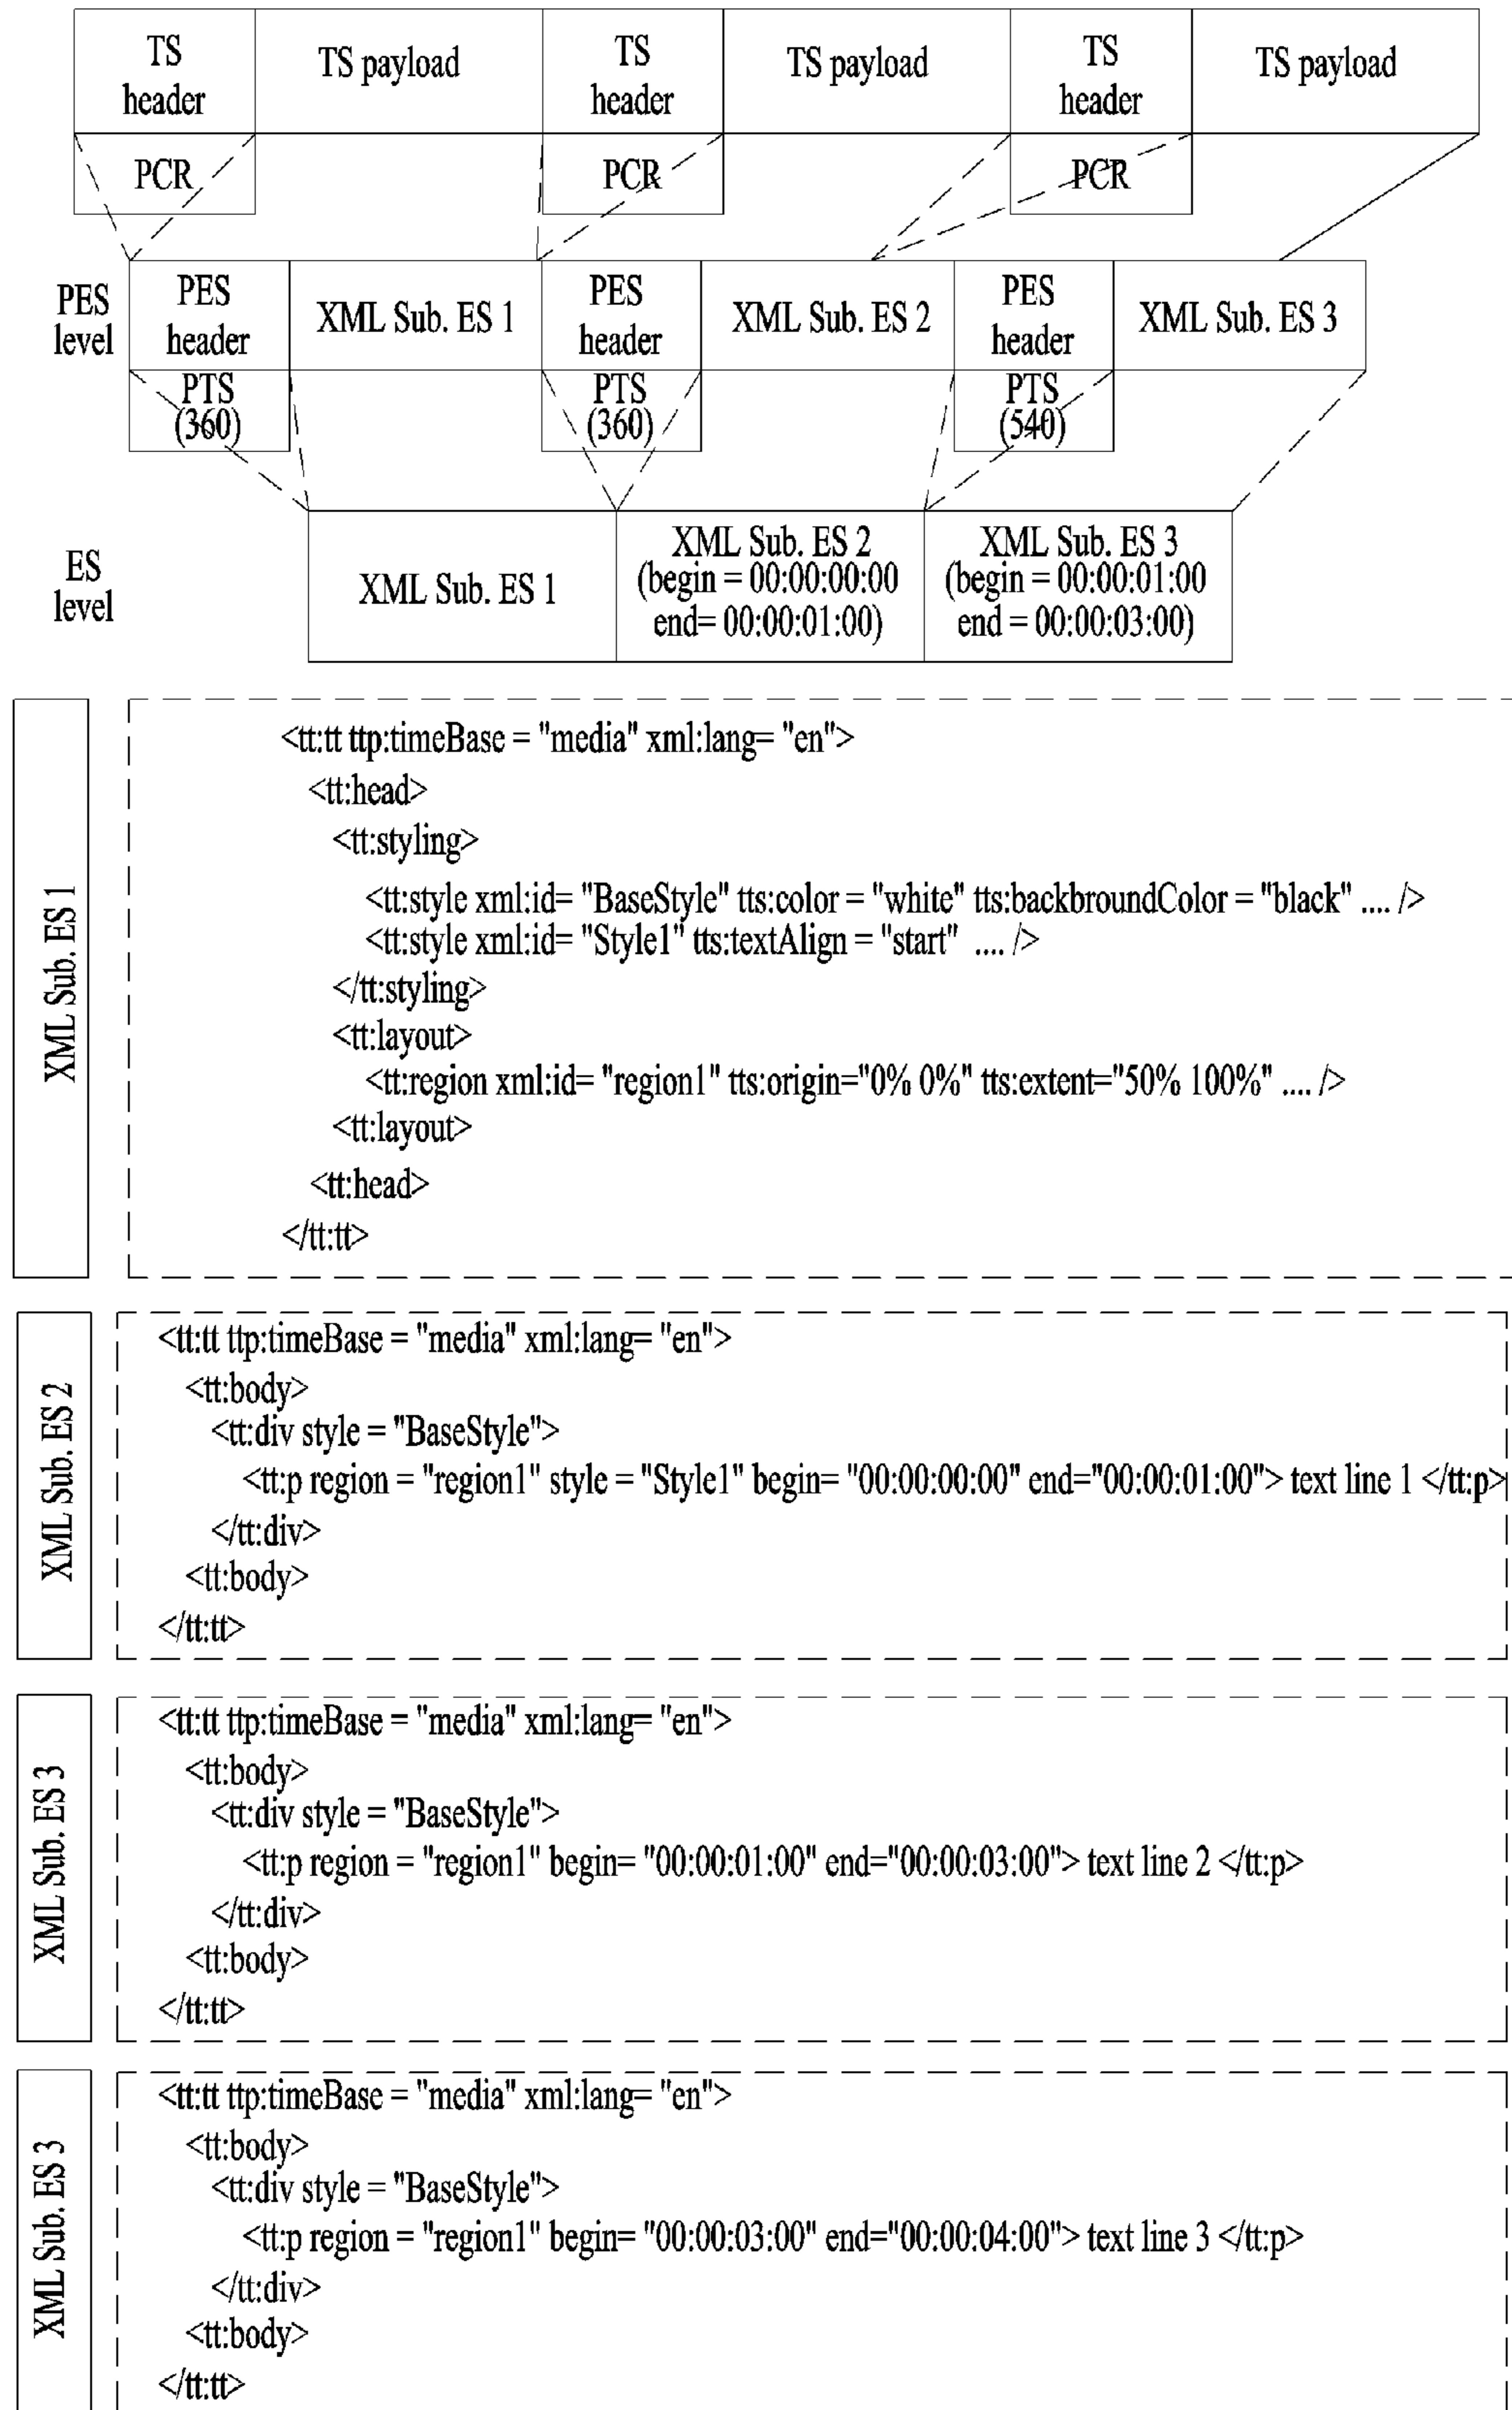 TS
header
TS payload
TS
header
TS payload
TS
header
TS payload
PCR
PCR
PCR
PES
level
PES
header
XML Sub. ES 1
PES
header
XML Sub. ES 2
PES
header
XML Sub. ES 3
PTS
(360)
PTS
(360)
PTS
(540)
ES
level
XML Sub. ES 1
XML Sub. ES 2
(begin = 00:00:00:00
end= 00:00:01:00)
XML Sub. ES 3
(begin = 00:00:01:00
end = 00:00:03:00)
XML Sub. ES 1
<tt:tt ttp:timeBase = "media" xml:lang= "en">
<tt:head>
<tt:styling>
<tt:style xml:id= "BaseStyle" tts:color = "white" tts:backbroundColor = "black" .... />
<tt:style xml:id= "Style1" tts:textAlign = "start" .... />
</tt:styling>
<tt:layout>
<tt:region xml:id= "region1" tts:origin="0% 0%" tts:extent="50% 100%" .... />
<tt:layout>
<tt:head>
</tt:tt>
XML Sub. ES 2
<tt:tt ttp:timeBase = "media" xml:lang= "en">
<tt:body>
<tt:div style = "BaseStyle">
<tt:p region = "region1" style = "Style1" begin= "00:00:00:00" end="00:00:01:00"> text line 1 </tt:p>
</tt:div>
<tt:body>
</tt:tt>
XML Sub. ES 3
<tt:tt ttp:timeBase = "media" xml:lang= "en">
<tt:body>
<tt:div style = "BaseStyle">
<tt:p region = "region1" begin= "00:00:01:00" end="00:00:03:00"> text line 2 </tt:p>
</tt:div>
<tt:body>
</tt:tt>
XML Sub. ES 3
<tt:tt ttp:timeBase = "media" xml:lang= "en">
<tt:body>
<tt:div style = "BaseStyle">
<tt:p region = "region1" begin= "00:00:03:00" end="00:00:04:00"> text line 3 </tt:p>
</tt:div>
<tt:body>
</tt:tt>